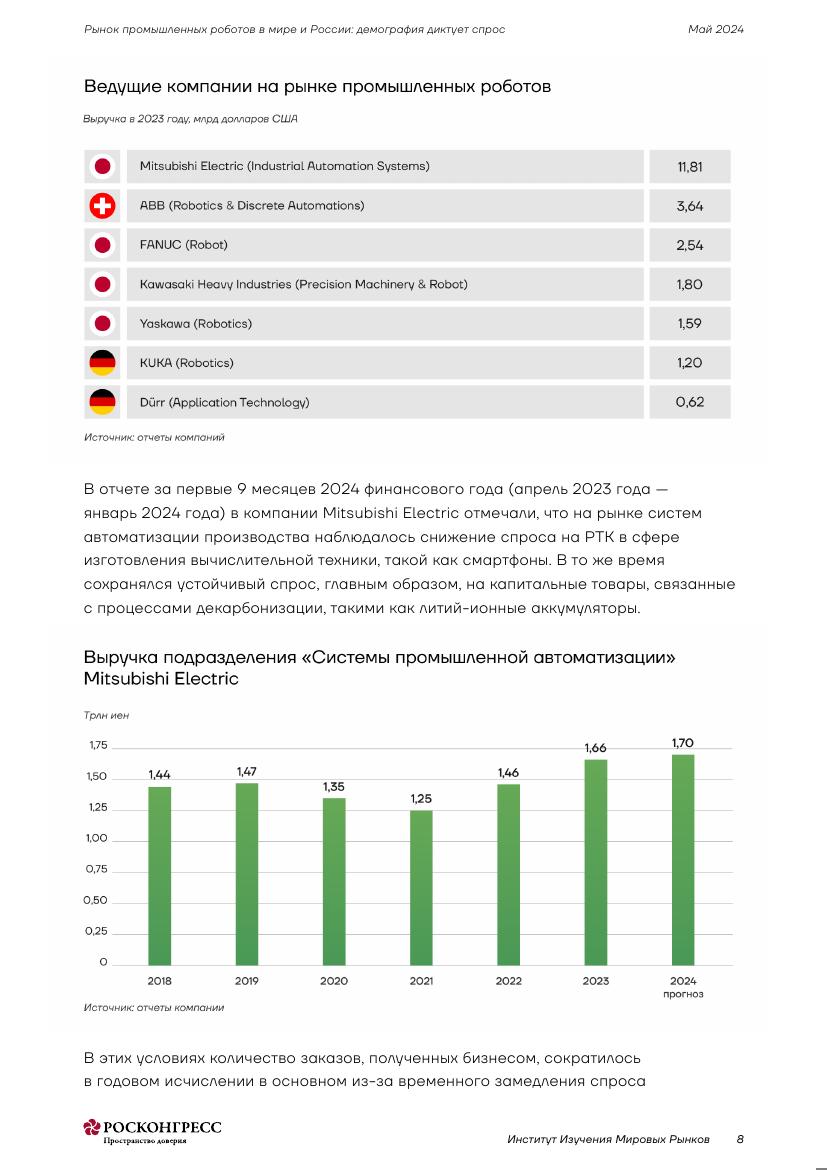 Рынок промышленных роботов в мире и России: демография диктует спрос
Май 2024
Ведущие компании на рынке промышленных роботов
Выручка в 2023 году, млрд долларов США
Mitsubishi Electric (Industrial Automation Systems) 11,81
ABB (Robotics & Discrete Automations) 3,64
FANUC (Robot) 2,54
Kawasaki Heavy Industries (Precision Machinery & Robot) 1,80
Yaskawa (Robotics) 1,59
KUKA (Robotics) 1,20
Dürr (Application Technology) 0,62
Источник: отчеты компаний
В отчете за первые 9 месяцев 2024 финансового года (апрель 2023 года —
январь 2024 года) в компании Mitsubishi Electric отмечали, что на рынке систем
автоматизации производства наблюдалось снижение спроса на РТК в сфере
изготовления вычислительной техники, такой как смартфоны. В то же время
сохранялся устойчивый спрос, главным образом, на капитальные товары, связанные
с процессами декарбонизации, такими как литий-ионные аккумуляторы.
Выручка подразделения «Системы промышленной автоматизации»
Mitsubishi Electric
Трлн иен
1,75
1,50
1,25
1,00
0,75
0,50
0,25
0
1,44
1,47
1,35
1,25
1,46
1,66
1,70
2018
2019
2020
2021
2022
2023
2024
прогноз
Источник: отчеты компании
В этих условиях количество заказов, полученных бизнесом, сократилось
в годовом исчислении в основном из-за временного замедления спроса
РОСКОНГРЕСС
Пространство доверия
Институт Изучения Мировых Рынков 8